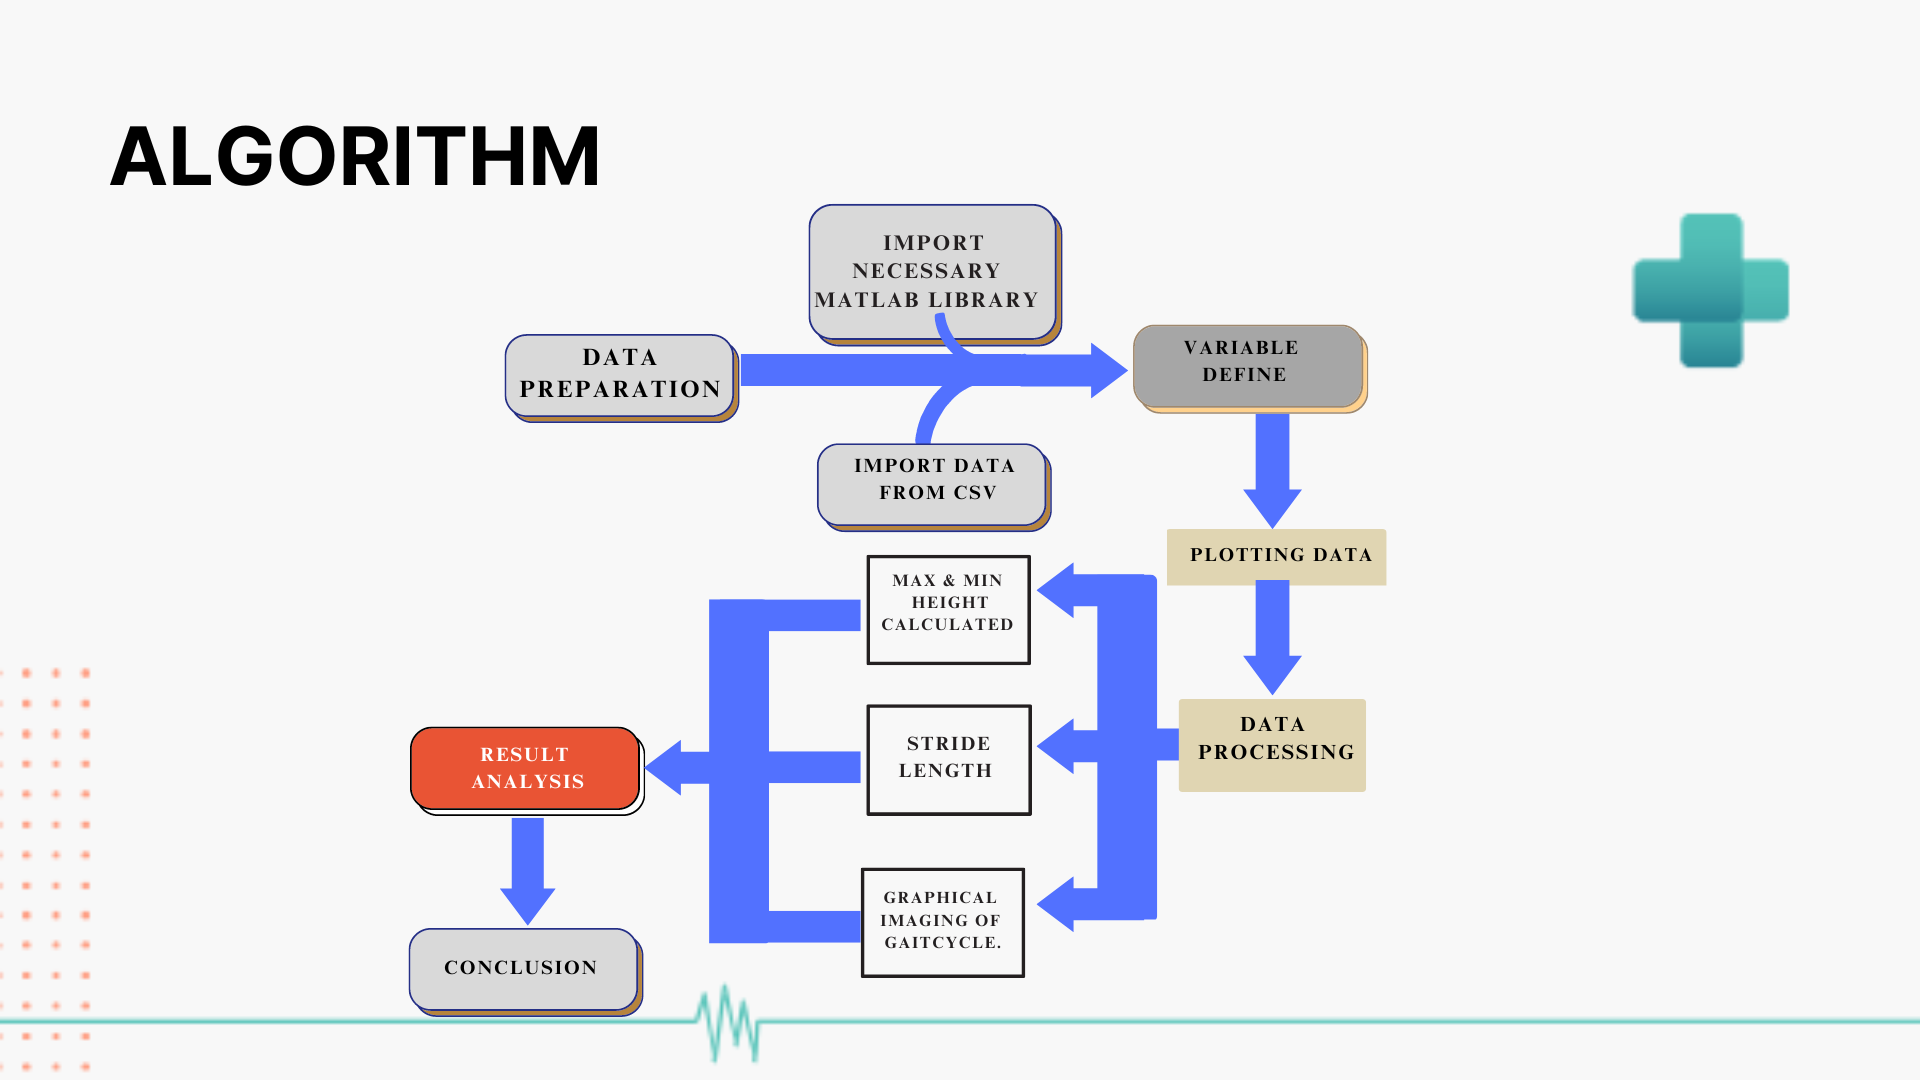 ALGORITHM
IMPORT
NECESSARY
MATLAB LIBRARY
DATA
PREPARATION
VARIABLE
DEFINE
IMPORT DATA
FROM CSV
PLOTTING DATA
MAX & MIN
HEIGHT
CALCULATED
DATA
PROCESSING
STRIDE
LENGTH
RESULT
ANALYSIS
GRAPHICAL
IMAGING OF
GAITCYCLE.
CONCLUSION